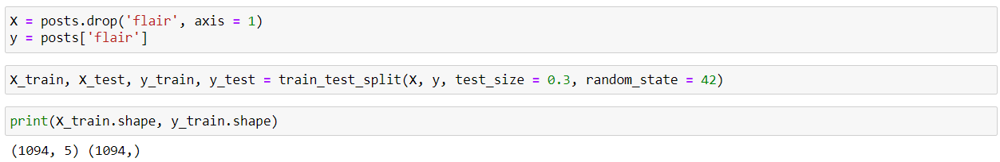 X = posts.drop('flair', axis = 1)
y = posts['flair']
X_train, X_test, y_train, y_test = train_test_split(X, y, test_size = 0.3, random_state = 42)
print(X_train.shape, y_train.shape)
(1094, 5) (1094,)